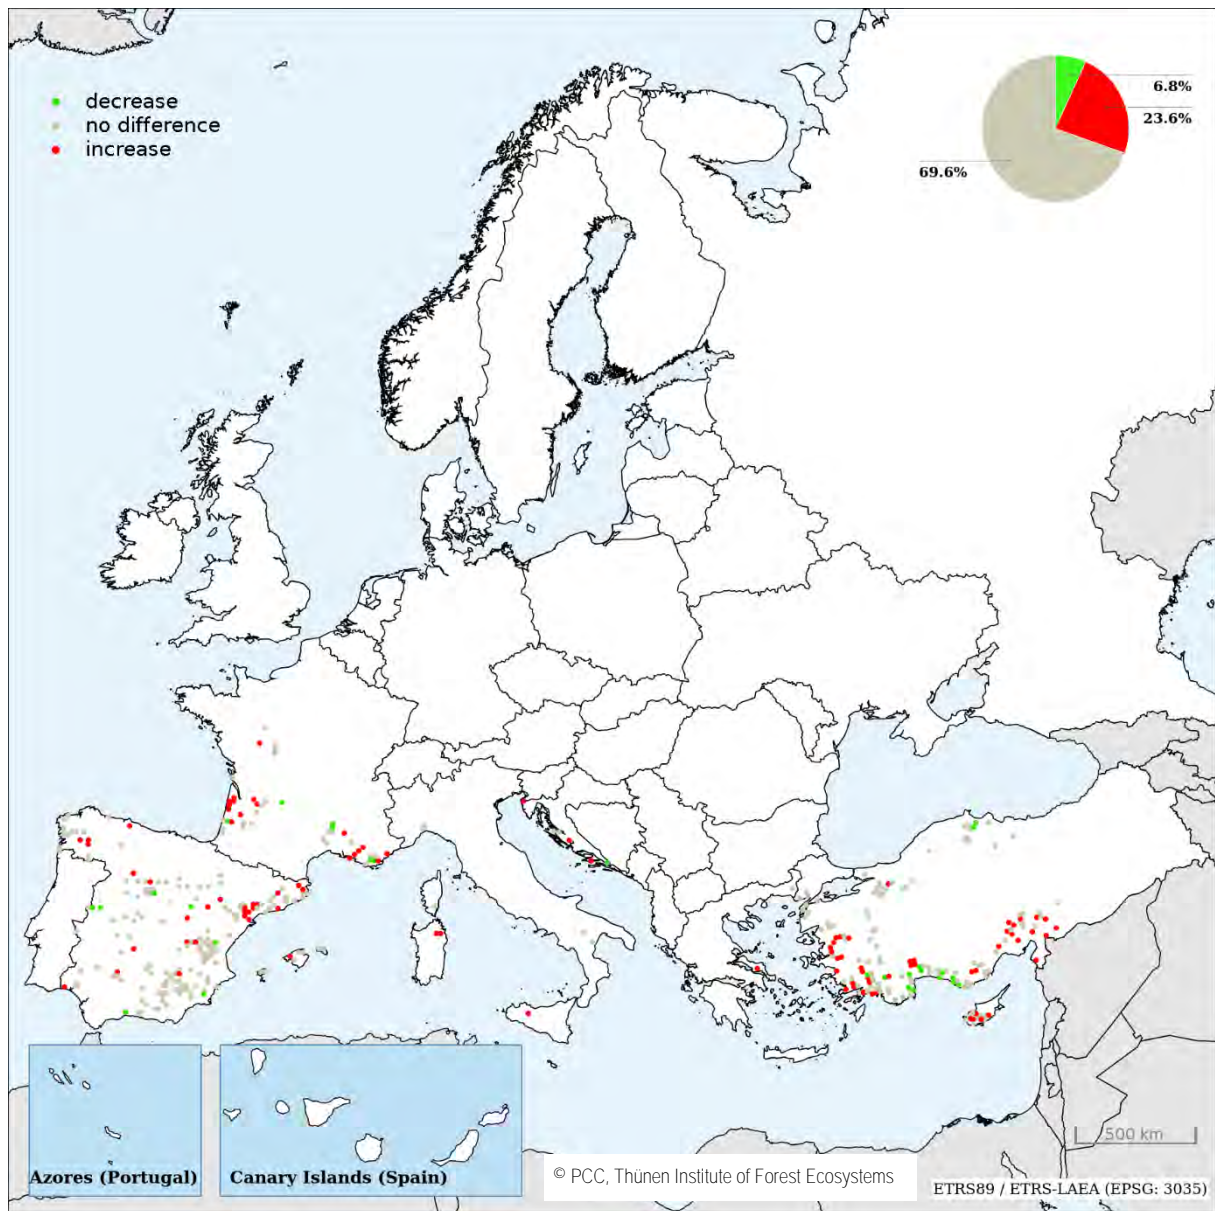 decrease
no difference
increase
6.8%
23.6%
69.6%
500 km
Azores (Portugal)
Canary Islands (Spain)
© PCC, Thünen Institute of Forest Ecosystems
ETRS89 / ETRS-LAEA (EPSG: 3035)